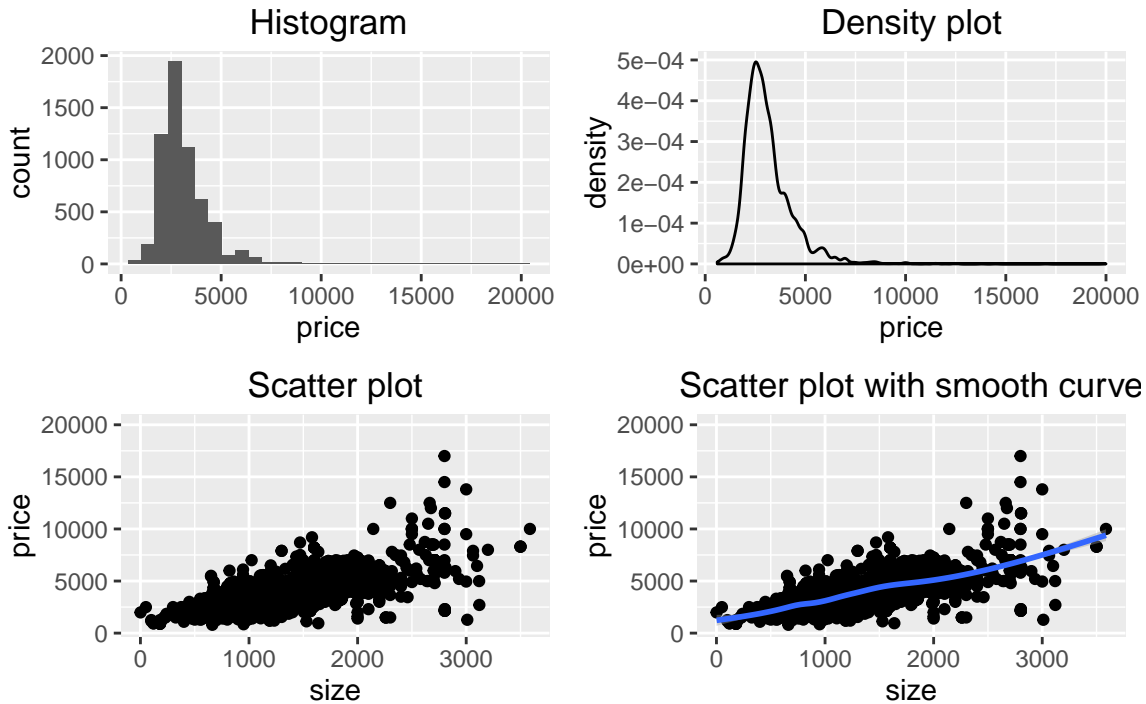 Histogram
2000
1500
1000
500
0
count
0 5000 10000 15000 20000
price
Density plot
5e−04
4e−04
3e−04
2e−04
1e−04
0e+00
density
0 5000 10000 15000 20000
price
Scatter plot
20000
15000
10000
5000
0
price
0 1000 2000 3000
size
Scatter plot with smooth curve
20000
15000
10000
5000
0
price
0 1000 2000 3000
size